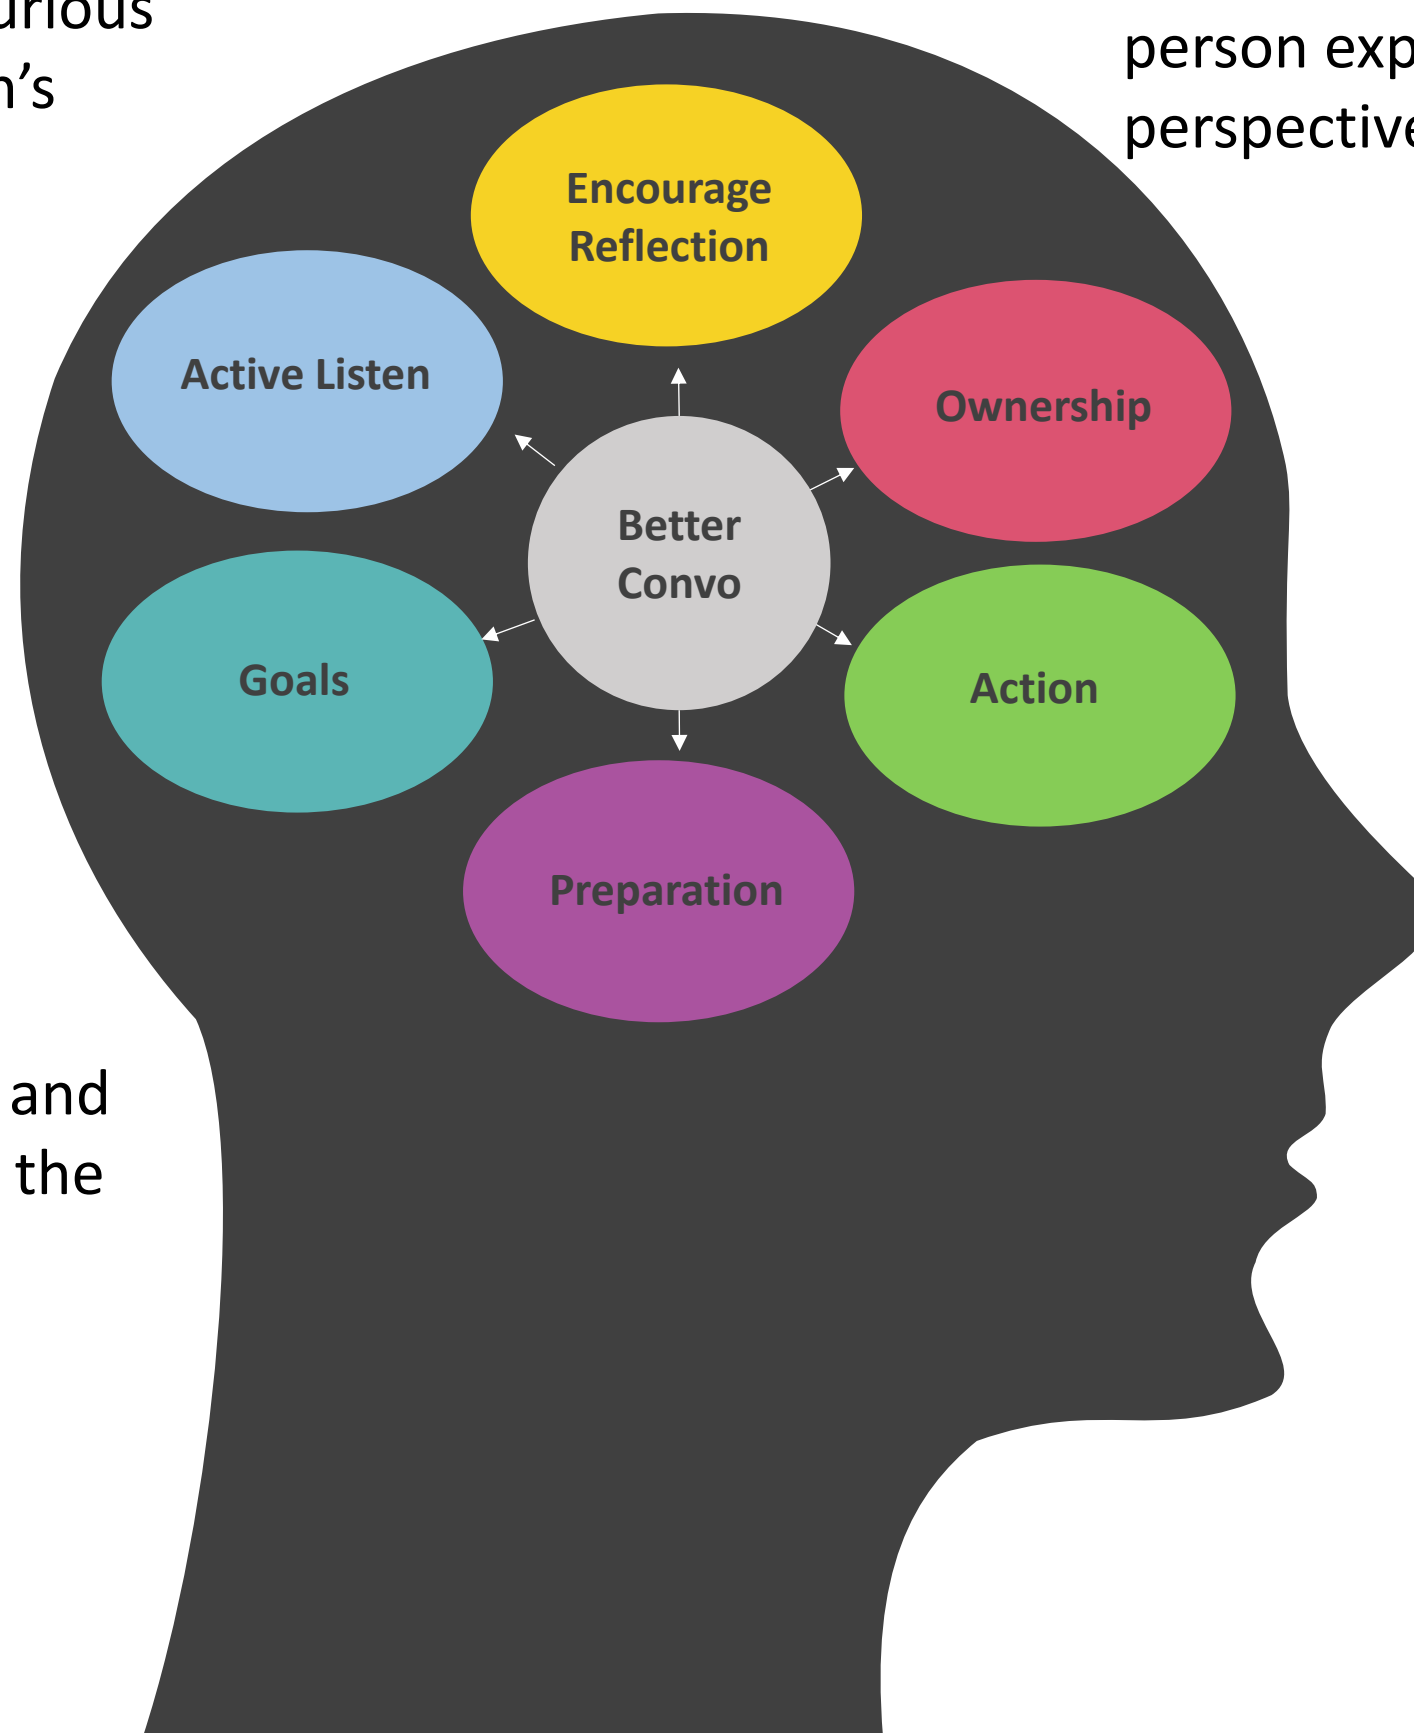 person exp
perspective
Encourage
Reflection
Active Listen
Ownership
Better
Convo
Goals
Action
Preparation
and
the